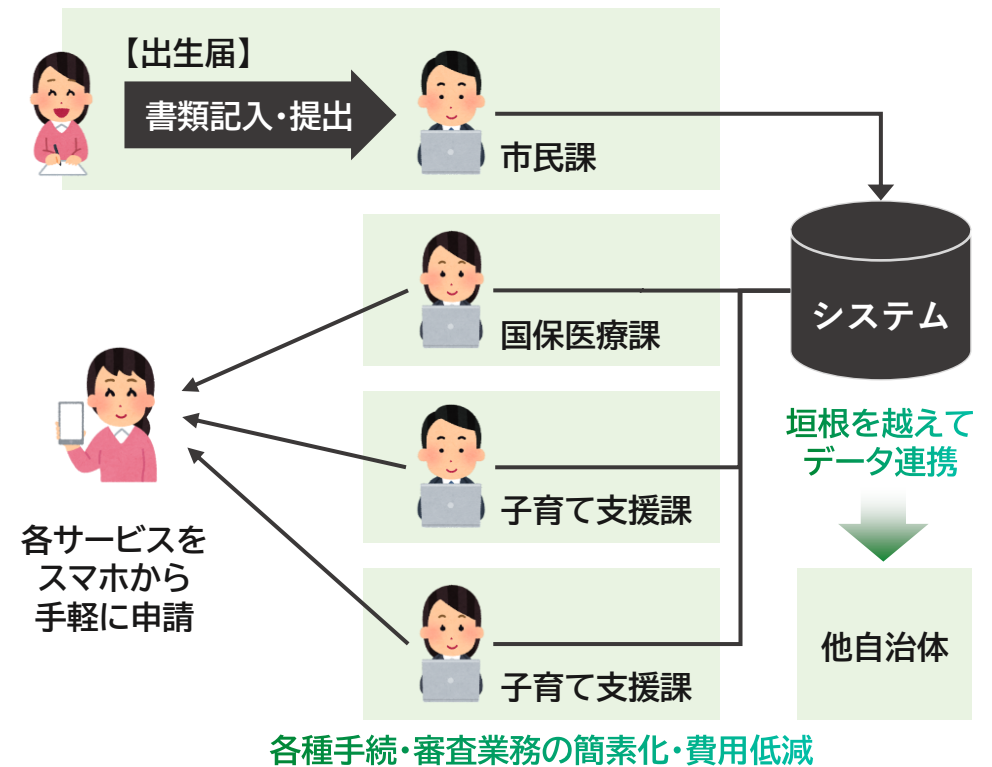 【出生届】
書類記入・提出
市民課
国保医療課
システム
子育て支援課
垣根を越えて
データ連携
各サービスを
スマホから
手軽に申請
子育て支援課
他自治体
各種手続・審査業務の簡素化・費用低減